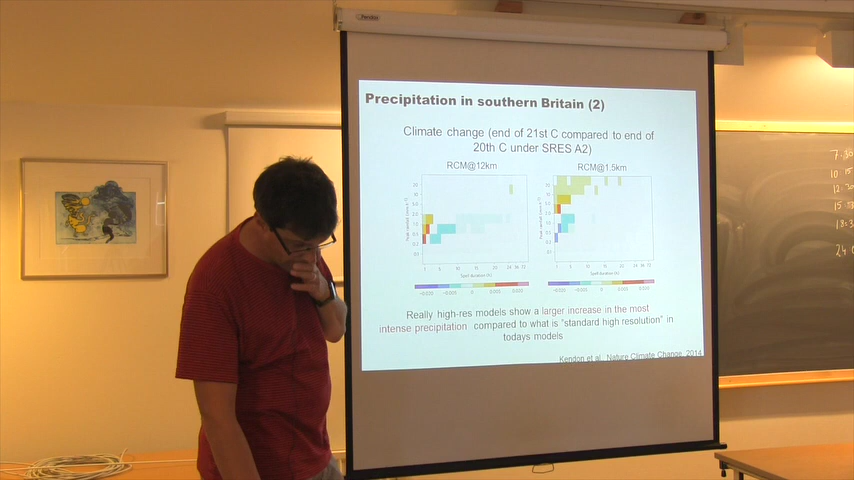 Precipitation in southern Britain (2)
Climate change (end of 21st C compared to end of
20th C under SRES A2)
RCM@12km
RCM@1.5km
Really high-res models show a larger increase in the most
intense precipitation compared to what is "standard high resolution" in
todays models
Kendon et al., Nature Climate Change, 2014